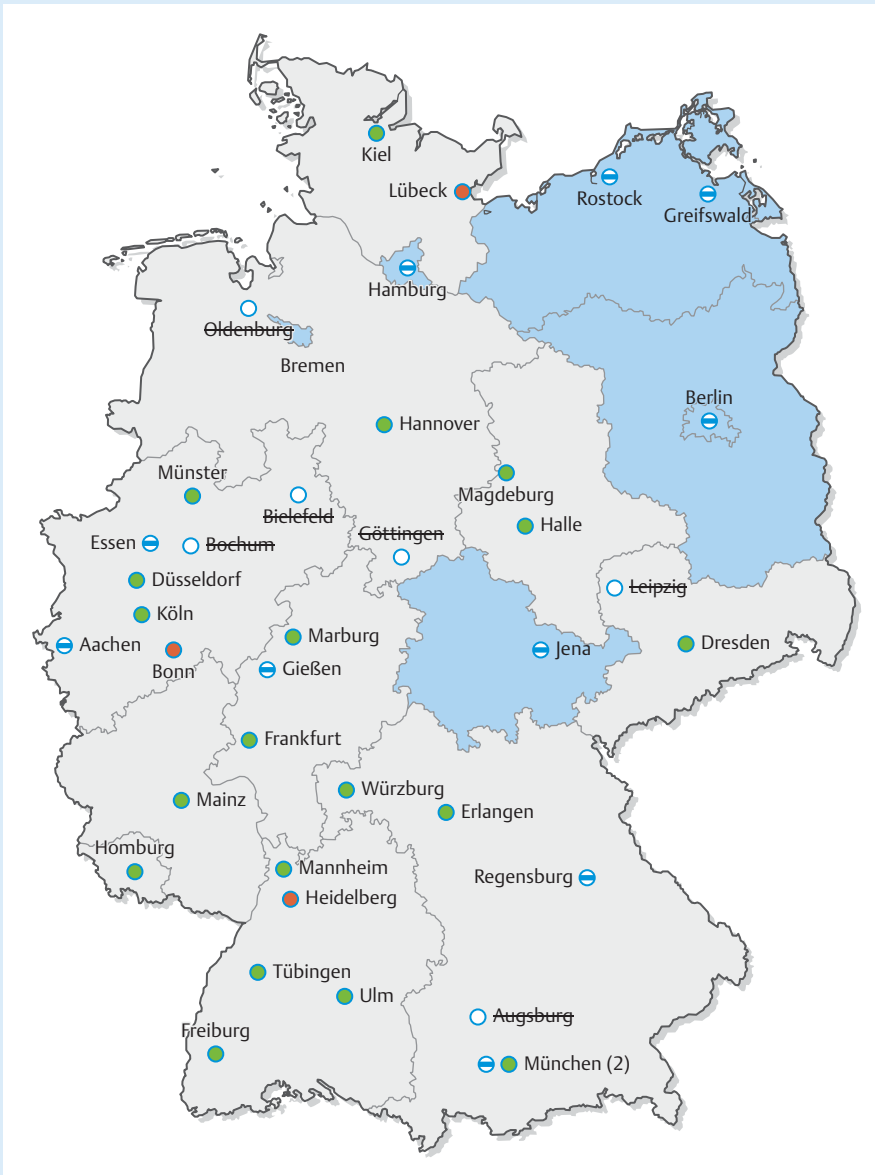 Kiel
Lübeck
Rostock
Greifswald
Hamburg
Oldenburg
Bremen
Berlin
Hannover
Münster
Magdeburg
Bielefeld
Halle
Göttingen
Essen
Bochum
Düsseldorf
Leipzig
Köln
Marburg
Aachen
Dresden
Jena
Bonn
Gießen
Frankfurt
Würzburg
Mainz
Erlangen
Homburg
Mannheim
Regensburg
Heidelberg
Tübingen
Ulm
Augsburg
Freiburg
München (2)